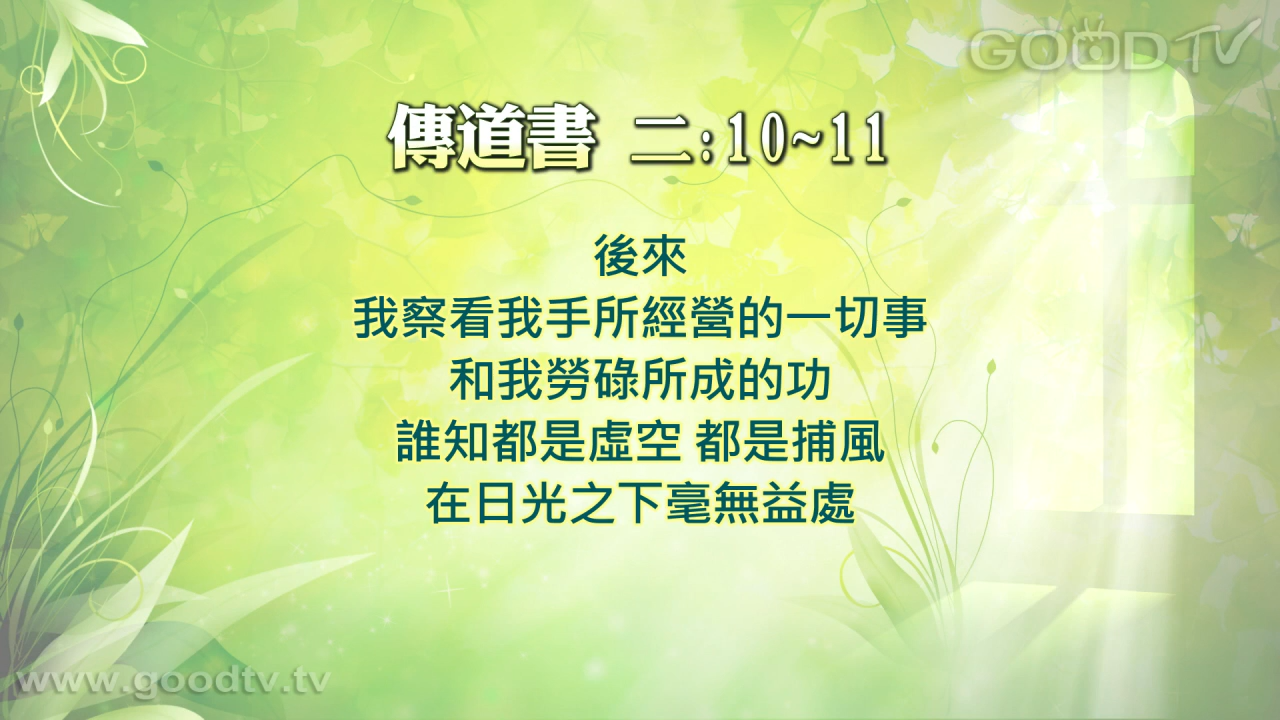 GOODTV
傳道書 二:10~11
後來
我察看我手所經營的一切事
和我勞碌所成的功
誰知都是虛空 都是捕風
在日光之下毫無益處
www.goodtv.tv